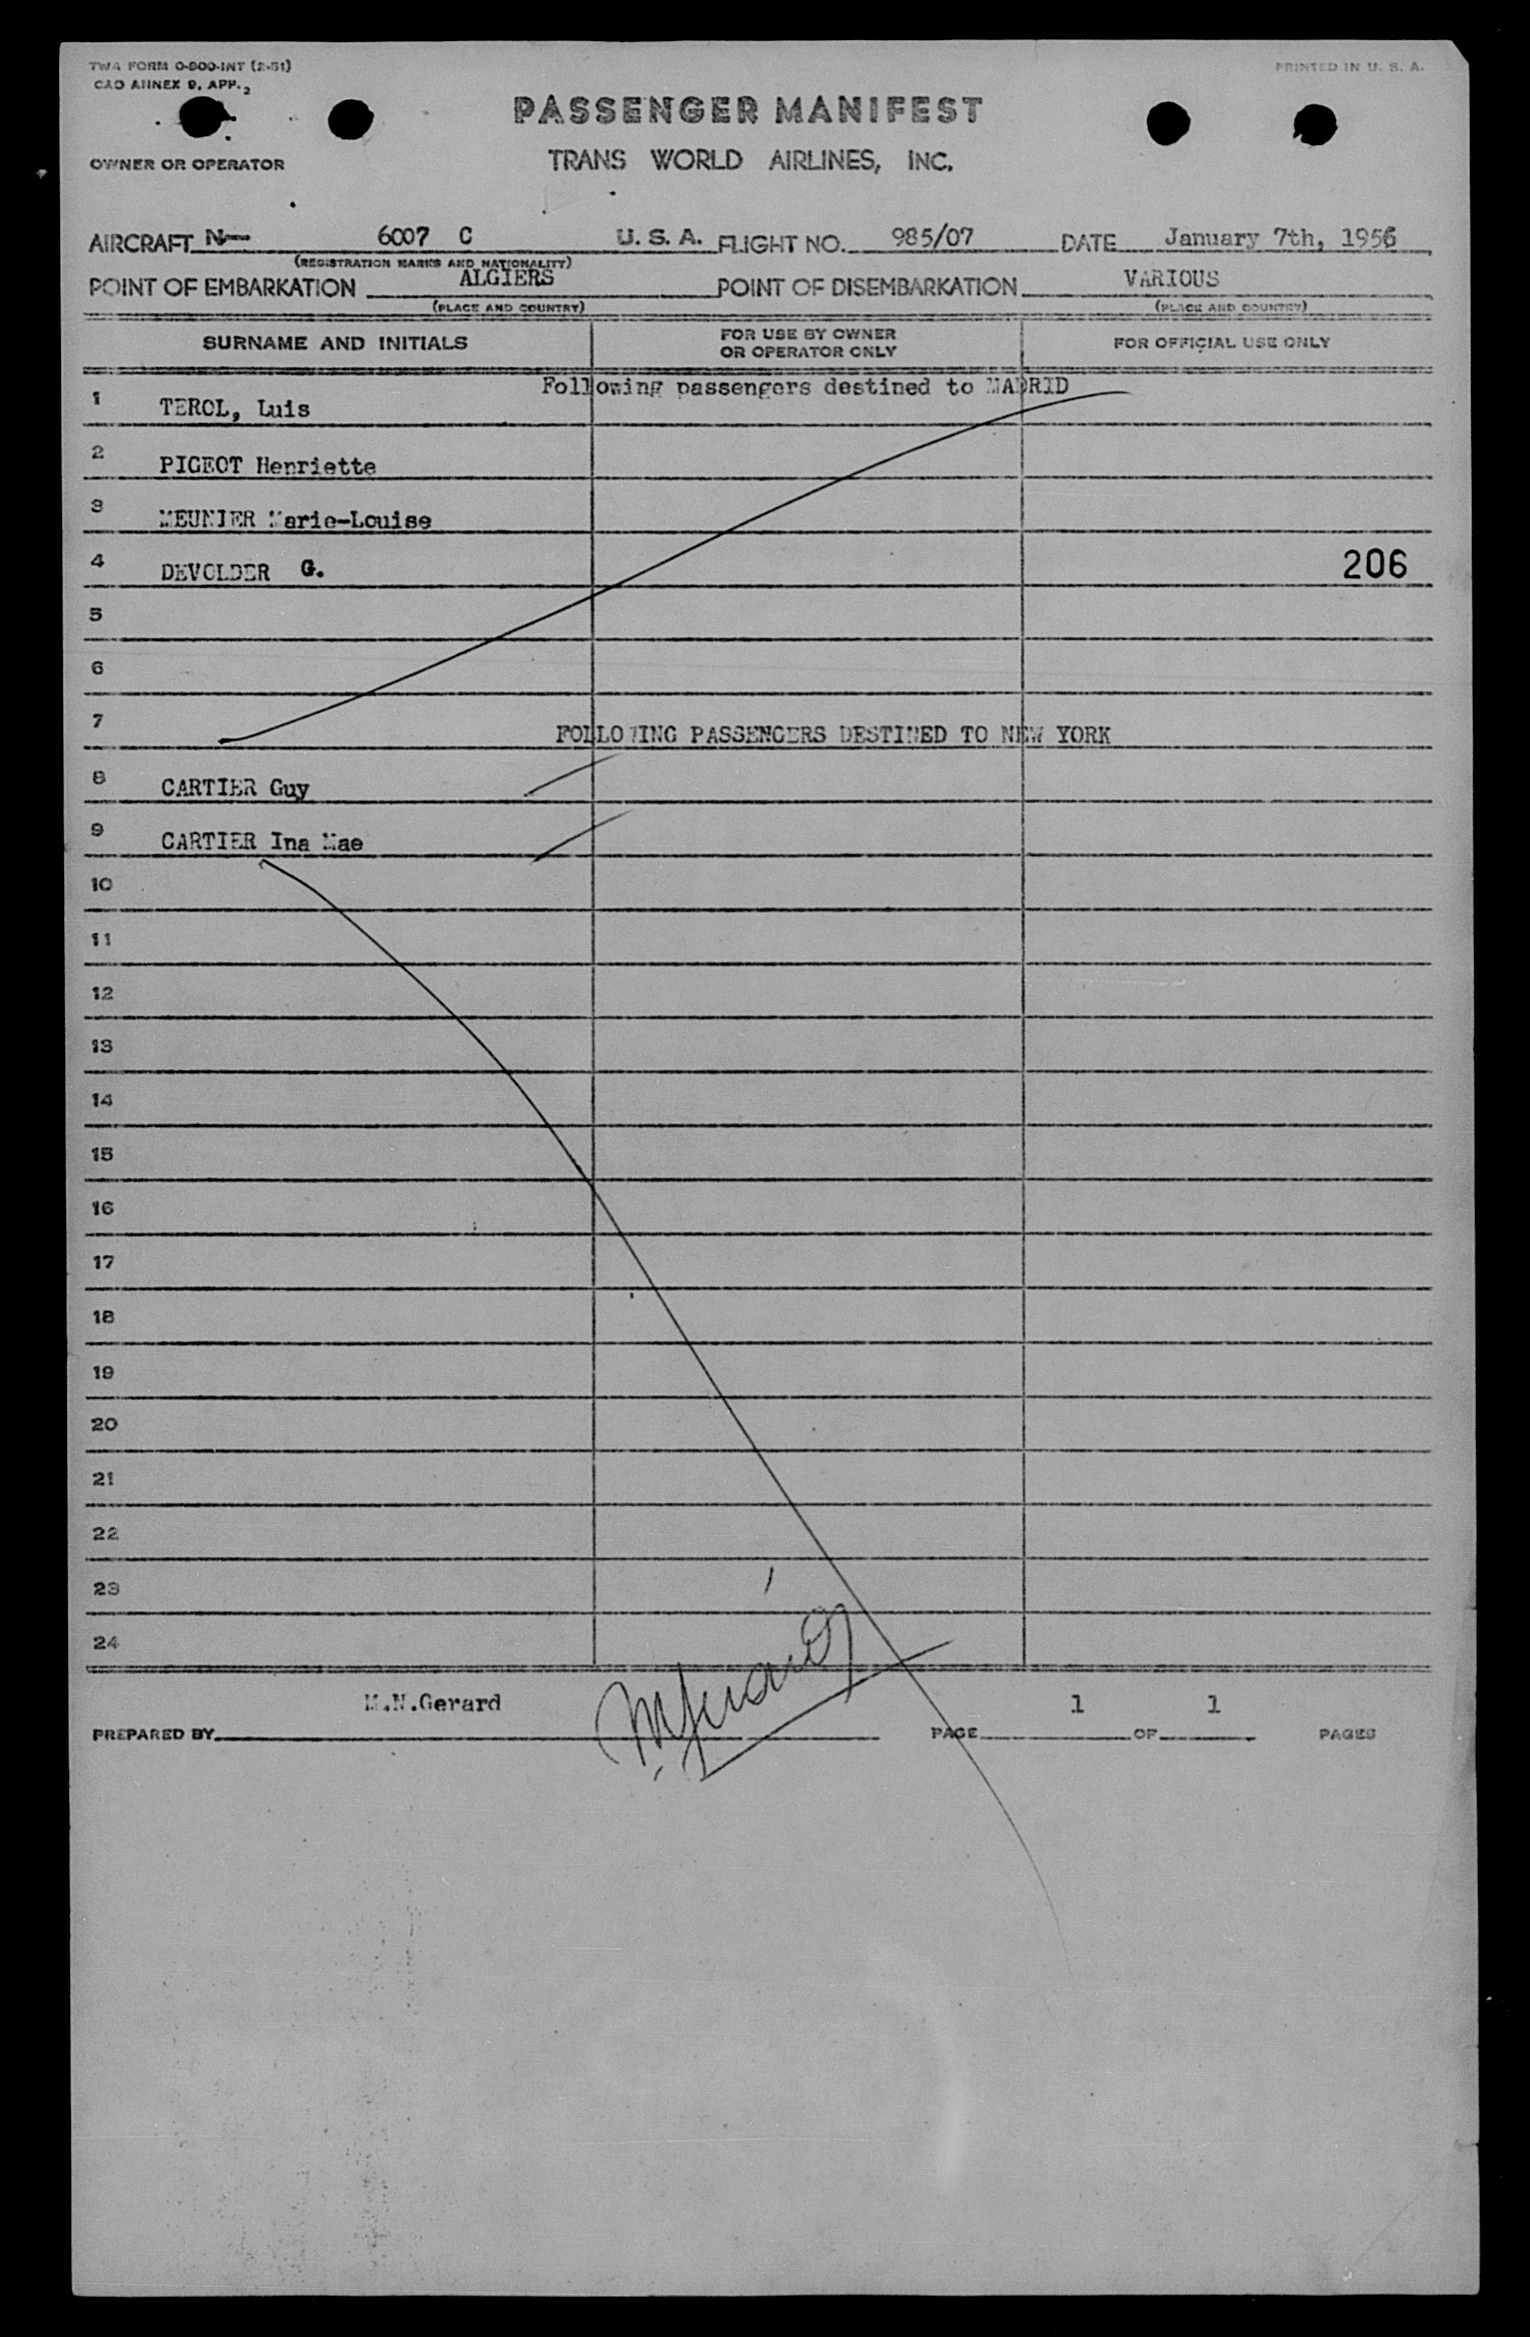 TWA FORM O-800-INT (2-51)
PRINTED IN U. S. A.
CAO ANNEX 9, APP. 2
PASSENGER MANIFEST
OWNER OR OPERATOR
TRANS WORLD AIRLINES, INC.
AIRCRAFT N— 6007 C U. S. A. FLIGHT NO. 985/07 DATE January 7th, 1956
(REGISTRATION MARKS AND NATIONALITY)
POINT OF EMBARKATION ALGIERS POINT OF DISEMBARKATION VARIOUS
(PLACE AND COUNTRY) (PLACE AND COUNTRY)
SURNAME AND INITIALS FOR USE BY OWNER OR OPERATOR ONLY FOR OFFICIAL USE ONLY
Following passengers destined to MADRID
1 TEROL, Luis
2 PIGEOT Henriette
3 MEUNIER Marie-Louise
4 DEVOLDER G. 206
5
6
7 FOLLOWING PASSENGERS DESTINED TO NEW YORK
8 CARTIER Guy
9 CARTIER Ina Mae
10
11
12
13
14
15
16
17
18
19
20
21
22
23
24
PREPARED BY M.N.Gerard PAGE 1 OF 1 PAGES